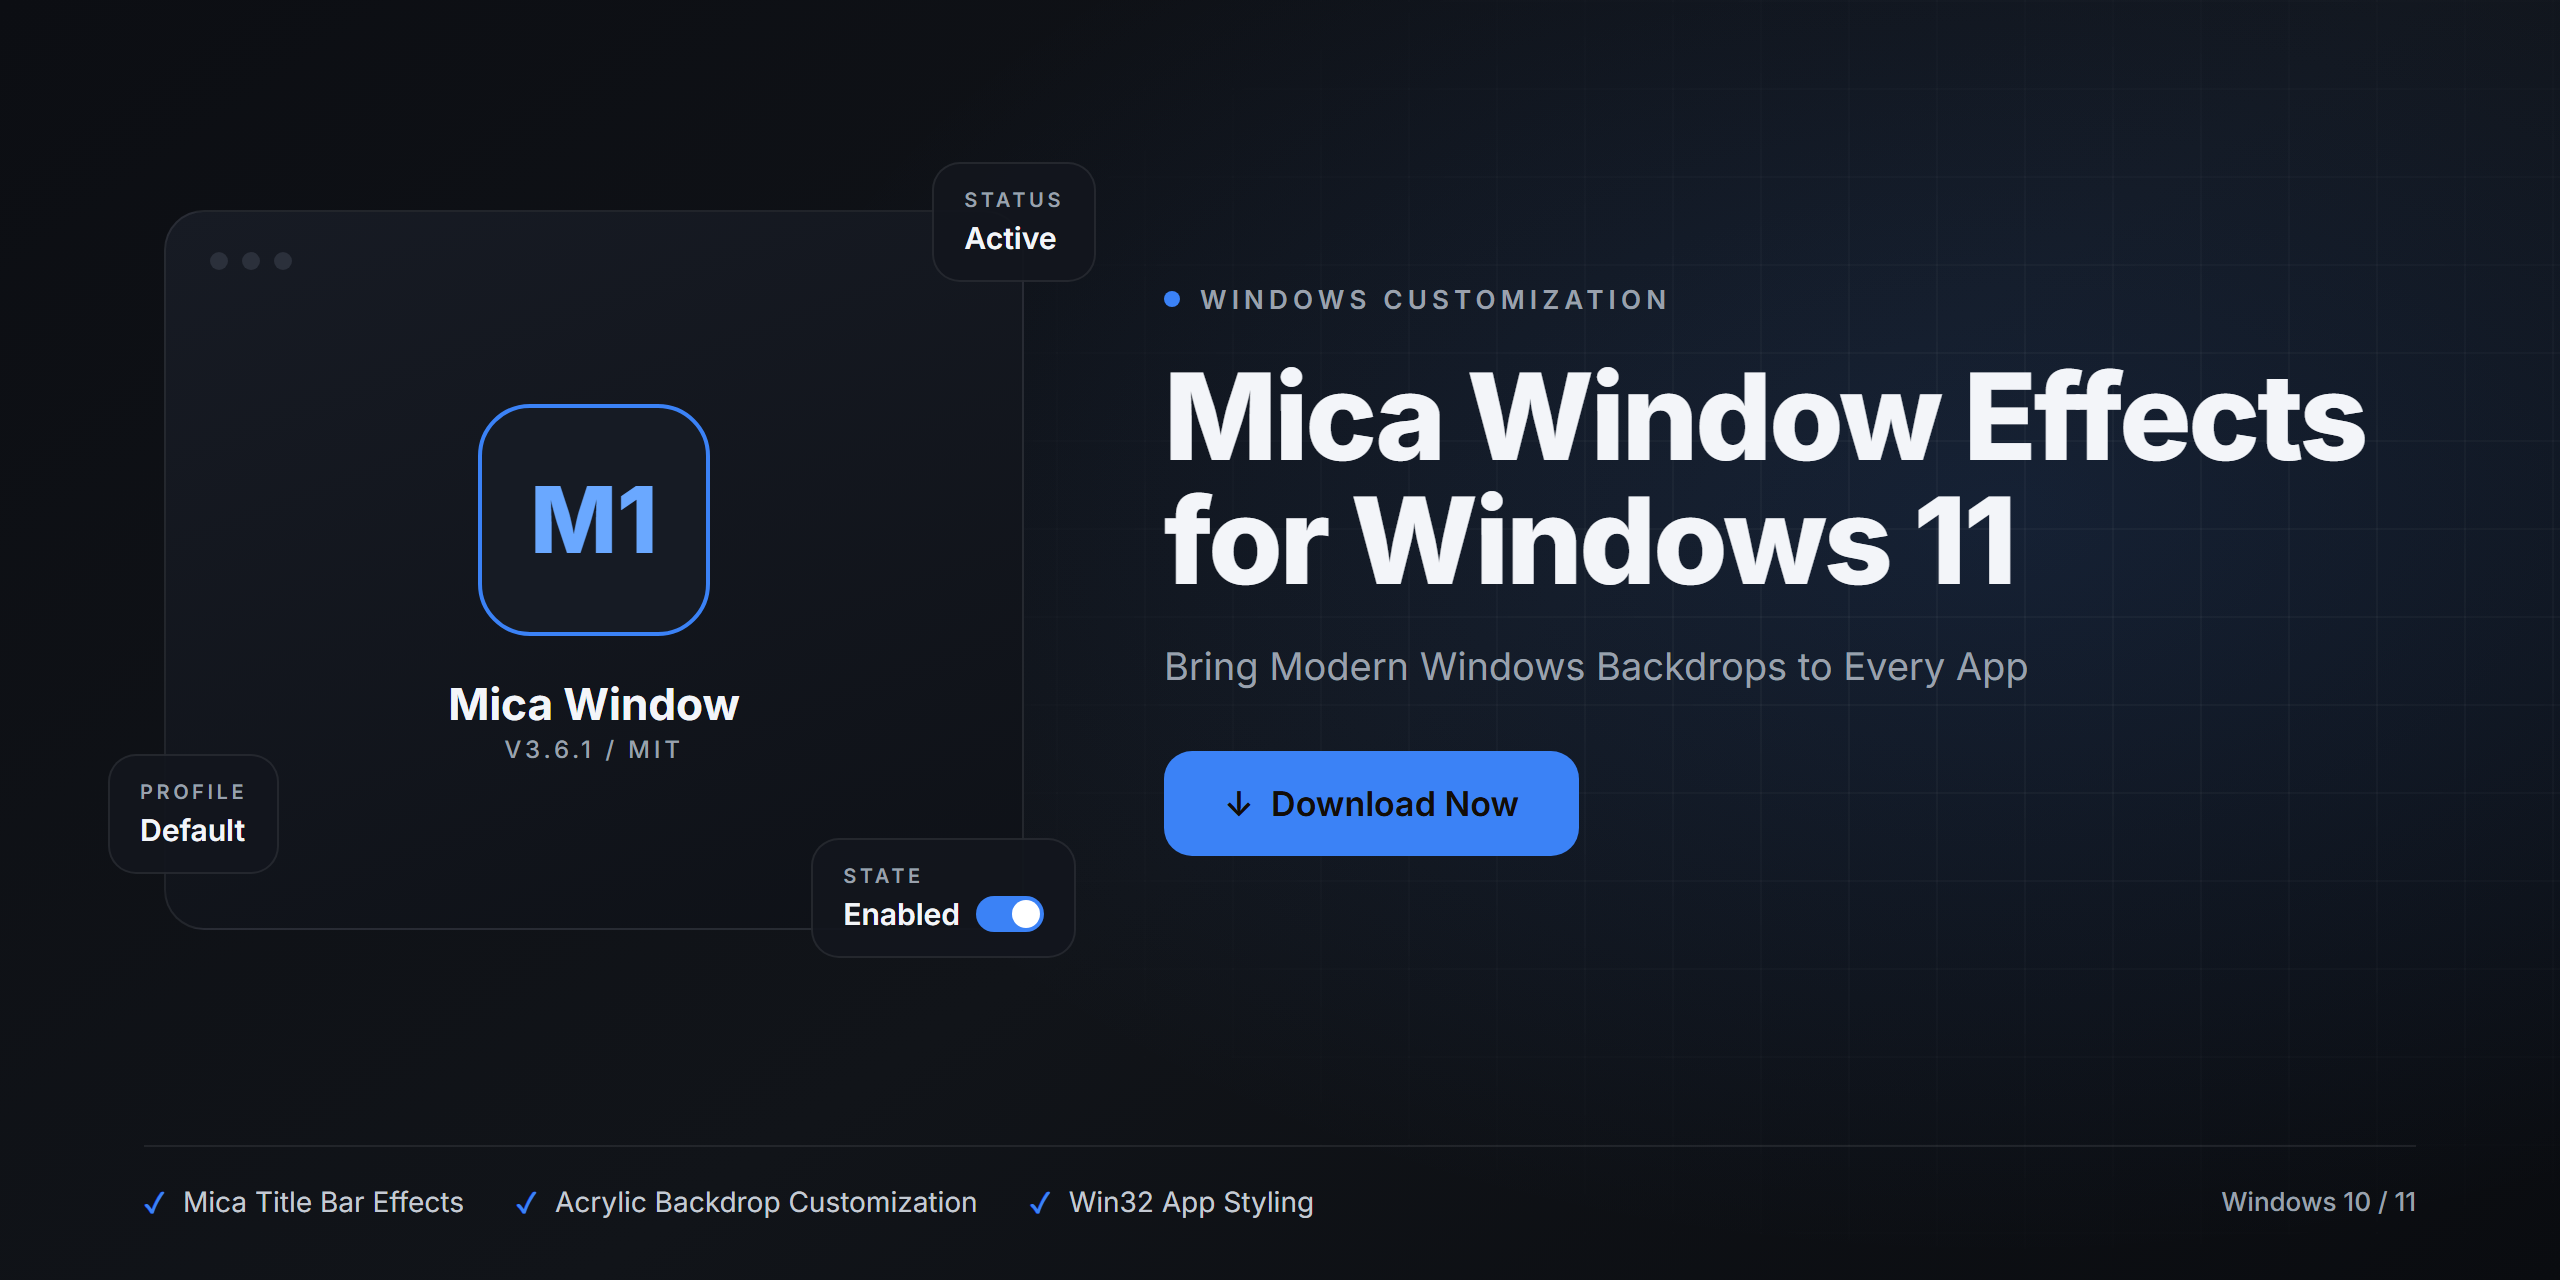 STATUS
Active
M1
Mica Window
V3.6.1 / MIT
PROFILE
Default
STATE
Enabled
WINDOWS CUSTOMIZATION
Mica Window Effects
for Windows 11
Bring Modern Windows Backdrops to Every App
↓ Download Now
✓ Mica Title Bar Effects
✓ Acrylic Backdrop Customization
✓ Win32 App Styling
Windows 10 / 11